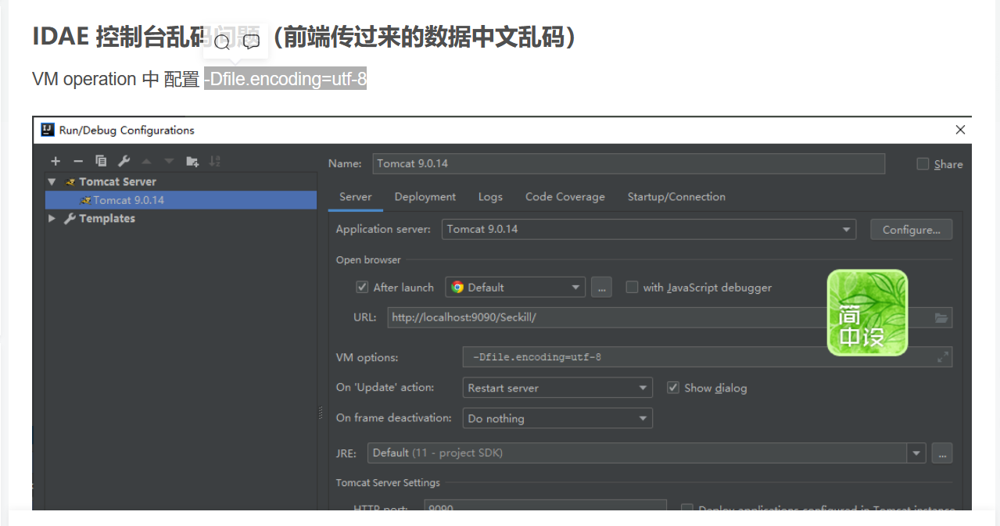 IDAE 控制台乱码问题（前端传过来的数据中文乱码）
VM operation 中 配置 -Dfile.encoding=utf-8
Run/Debug Configurations
Name: Tomcat 9.0.14 Share
Tomcat Server
Tomcat 9.0.14
Templates
Server Deployment Logs Code Coverage Startup/Connection
Application server: Tomcat 9.0.14 Configure...
Open browser
After launch Default ... with JavaScript debugger
URL: http://localhost:9090/Seckill/
简
中设
VM options: -Dfile.encoding=utf-8
On 'Update' action: Restart server Show dialog
On frame deactivation: Do nothing
JRE: Default (11 - project SDK) ...
Tomcat Server Settings
HTTP port: 9090 Deploy applications configured in Tomcat instance